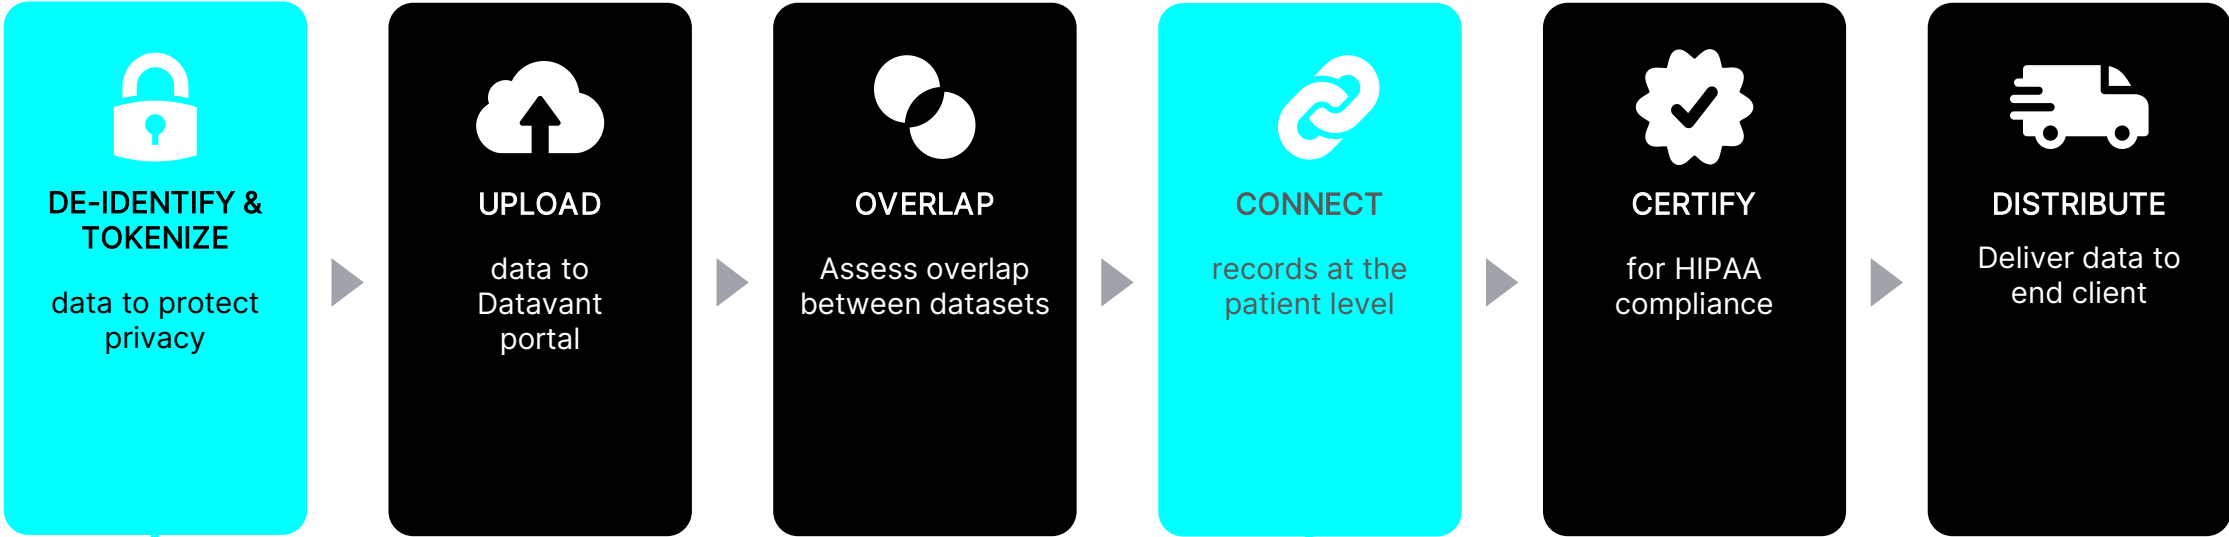 DE-IDENTIFY &
TOKENIZE
data to protect
privacy
UPLOAD
data to
Datavant
portal
OVERLAP
Assess overlap
between datasets
CONNECT
records at the
patient level
CERTIFY
for HIPAA
compliance
DISTRIBUTE
Deliver data to
end client